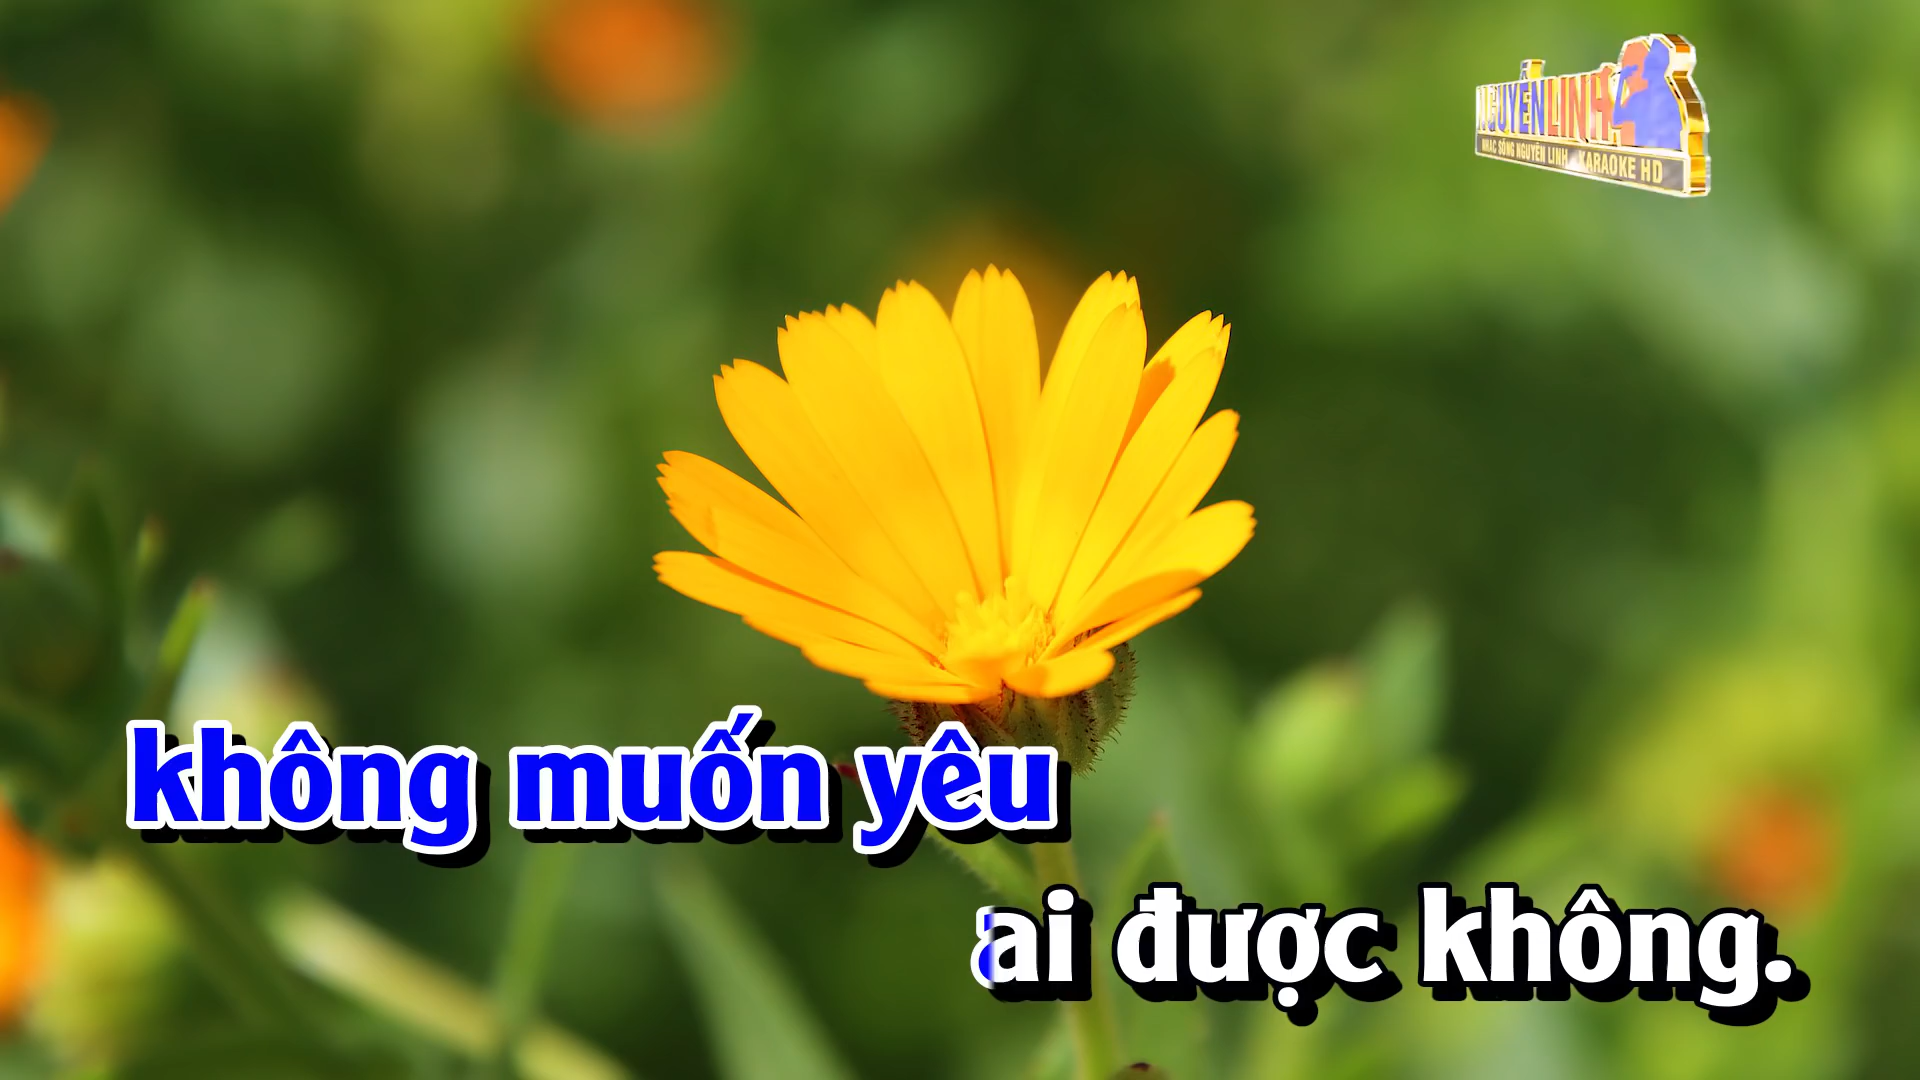 NGUYỄN LINH
NHẠC SỐNG NGUYỄN LINH - KARAOKE HD
không muốn yêu
ai được không.